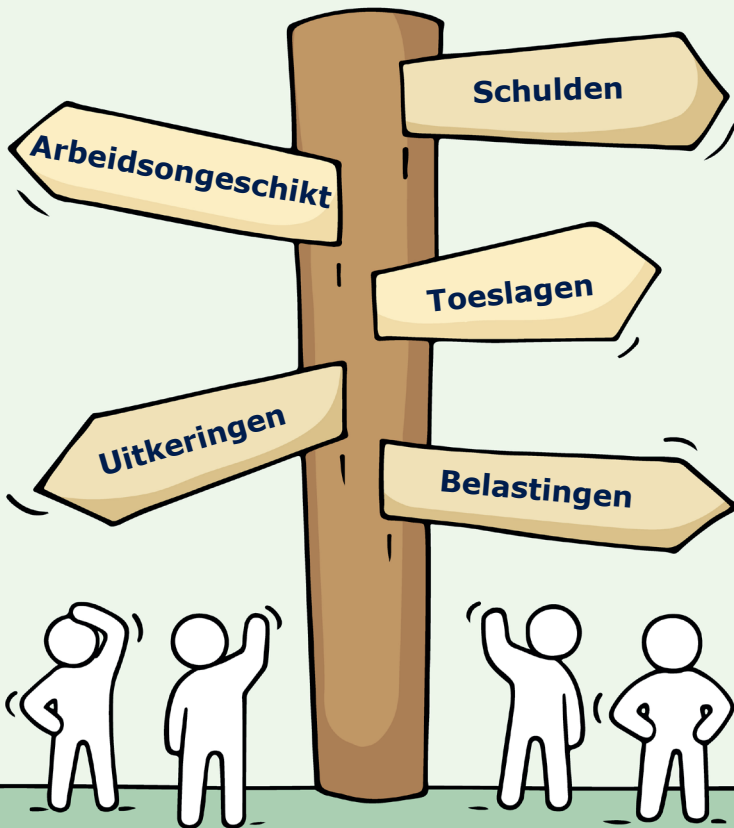 Schulden
Arbeidsongeschikt
Toeslagen
Uitkeringen
Belastingen